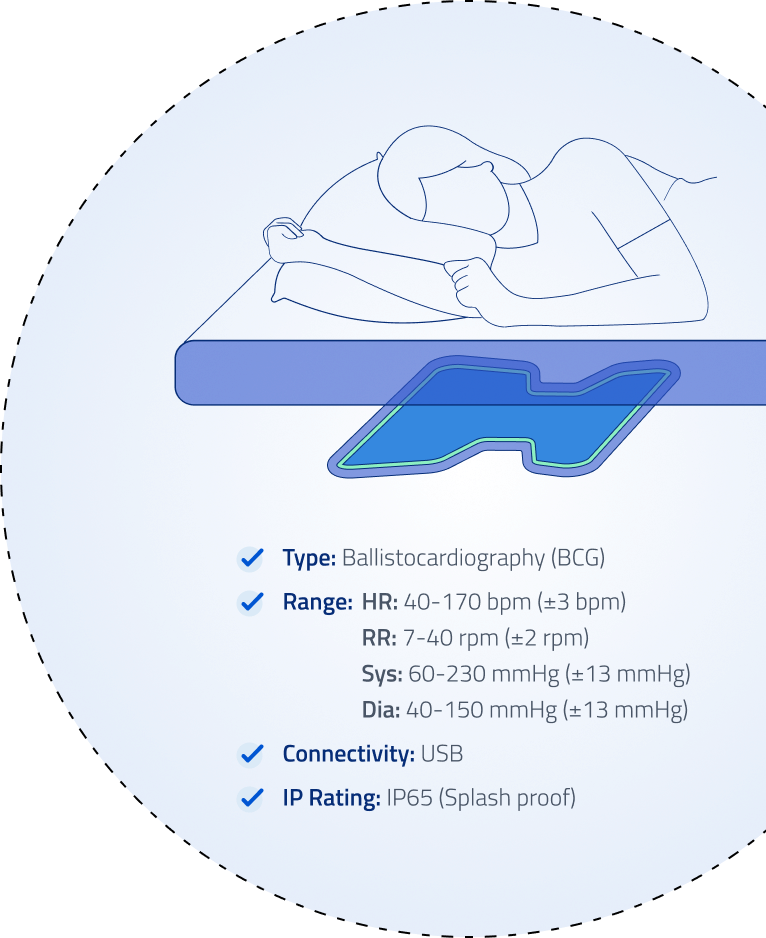 Type: Ballistocardiography (BCG)
Range: HR: 40-170 bpm (±3 bpm)
RR: 7-40 rpm (±2 rpm)
Sys: 60-230 mmHg (±13 mmHg)
Dia: 40-150 mmHg (±13 mmHg)
Connectivity: USB
IP Rating: IP65 (Splash proof)